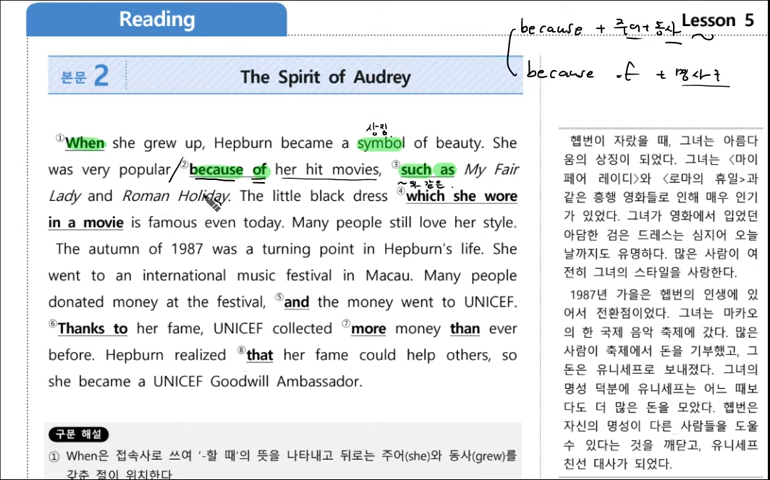 Reading
Lesson 5
because + 주어+동사
because of + 명사구
본문 2
The Spirit of Audrey
상징
①When she grew up, Hepburn became a symbol of beauty. She
was very popular ②because of her hit movies, ③such as My Fair
~와 같은
Lady and Roman Holiday. The little black dress ④which she wore
in a movie is famous even today. Many people still love her style.
The autumn of 1987 was a turning point in Hepburn's life. She
went to an international music festival in Macau. Many people
donated money at the festival, ⑤and the money went to UNICEF.
⑥Thanks to her fame, UNICEF collected ⑦more money than ever
before. Hepburn realized ⑧that her fame could help others, so
she became a UNICEF Goodwill Ambassador.
구문 해설
① When은 접속사로 쓰여 '-할 때'의 뜻을 나타내고 뒤로는 주어(she)와 동사(grew)를
갖춘 절이 위치한다.
헵번이 자랐을 때, 그녀는 아름다
움의 상징이 되었다. 그녀는 <마이
페어 레이디>와 <로마의 휴일>과
같은 흥행 영화들로 인해 매우 인기
가 있었다. 그녀가 영화에서 입었던
아담한 검은 드레스는 심지어 오늘
날까지도 유명하다. 많은 사람이 여
전히 그녀의 스타일을 사랑한다.
1987년 가을은 헵번의 인생에 있
어서 전환점이었다. 그녀는 마카오
의 한 국제 음악 축제에 갔다. 많은
사람이 축제에서 돈을 기부했고, 그
돈은 유니세프로 보내졌다. 그녀의
명성 덕분에 유니세프는 어느 때보
다도 더 많은 돈을 모았다. 헵번은
자신의 명성이 다른 사람들을 도울
수 있다는 것을 깨닫고, 유니세프
친선 대사가 되었다.